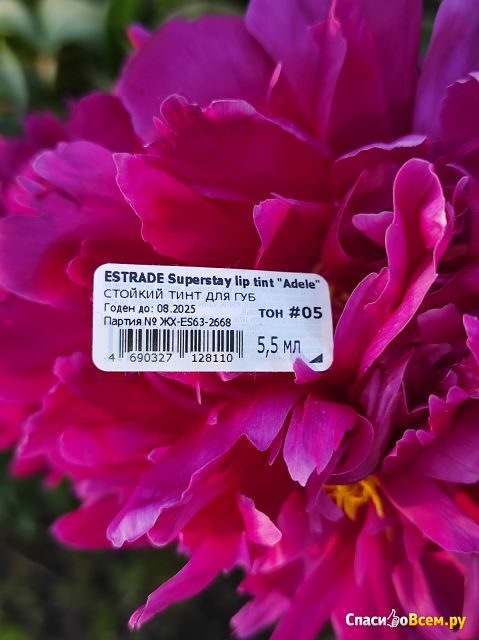 ESTRADE Superstay lip tint "Adele"
СТОЙКИЙ ТИНТ ДЛЯ ГУБ
Годен до: 08.2025
Партия № ЖХ-ES63-2668
тон #05
4 690327 128110
5,5 мл
СпасибоВсем.ру